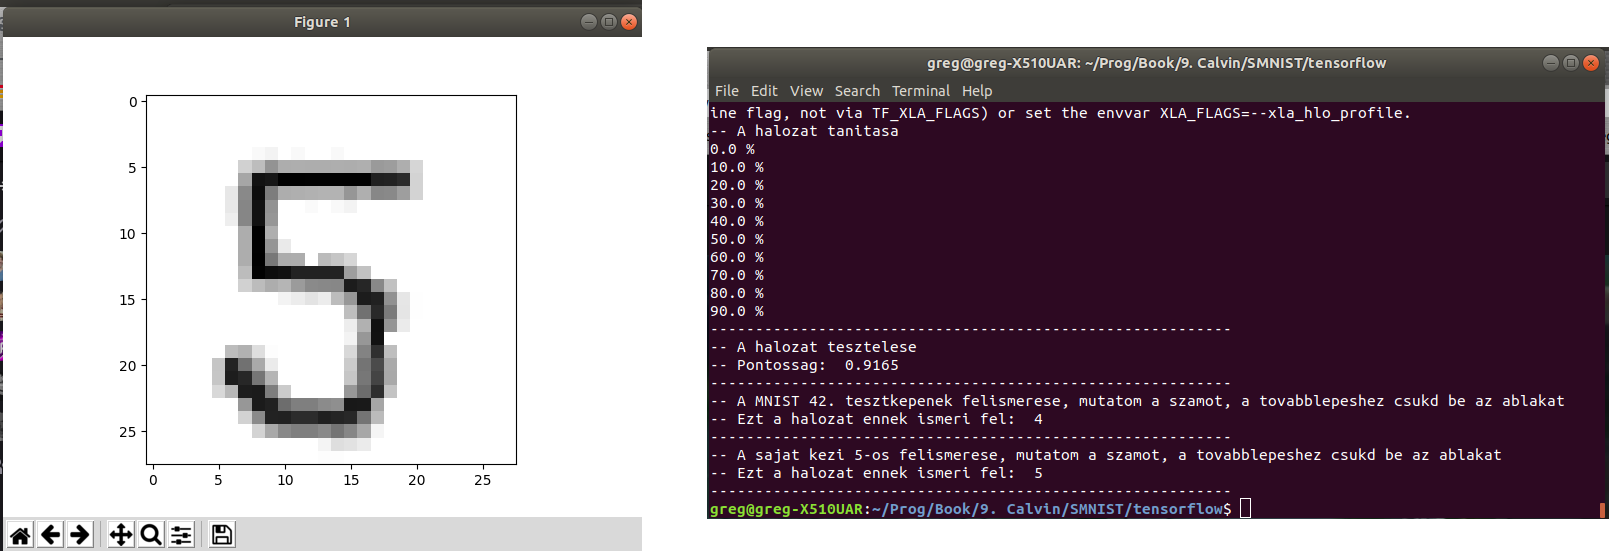 Figure 1
0
5
10
15
20
25
0 5 10 15 20 25
5
greg@greg-X510UAR: ~/Prog/Book/9. Calvin/SMNIST/tensorflow
File Edit View Search Terminal Help
ine flag, not via TF_XLA_FLAGS) or set the envvar XLA_FLAGS=--xla_hlo_profile.
-- A halozat tanitasa
0.0 %
10.0 %
20.0 %
30.0 %
40.0 %
50.0 %
60.0 %
70.0 %
80.0 %
90.0 %
----------------------------------------------------------
-- A halozat tesztelese
-- Pontossag:  0.9165
----------------------------------------------------------
-- A MNIST 42. tesztkepenek felismerese, mutatom a szamot, a tovabblepeshez csukd be az ablakat
-- Ezt a halozat ennek ismeri fel:  4
----------------------------------------------------------
-- A sajat kezi 5-os felismerese, mutatom a szamot, a tovabblepeshez csukd be az ablakat
-- Ezt a halozat ennek ismeri fel:  5
----------------------------------------------------------
greg@greg-X510UAR:~/Prog/Book/9. Calvin/SMNIST/tensorflow$